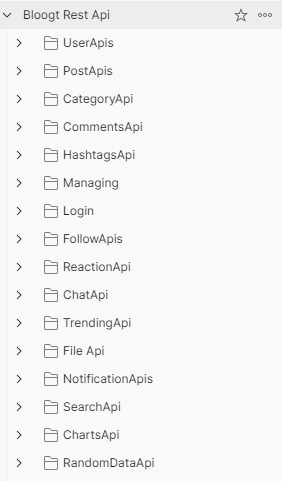 Bloogt Rest Api
UserApis
PostApis
CategoryApi
CommentsApi
HashtagsApi
Managing
Login
FollowApis
ReactionApi
ChatApi
TrendingApi
File Api
NotificationApis
SearchApi
ChartsApi
RandomDataApi